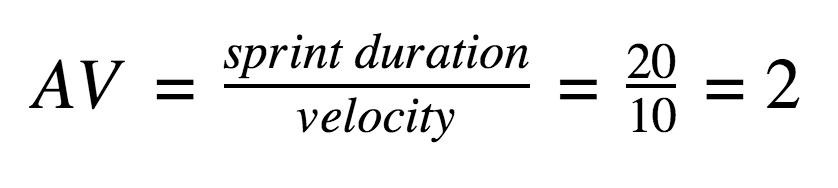 AV = sprint duration / velocity = 20 / 10 = 2